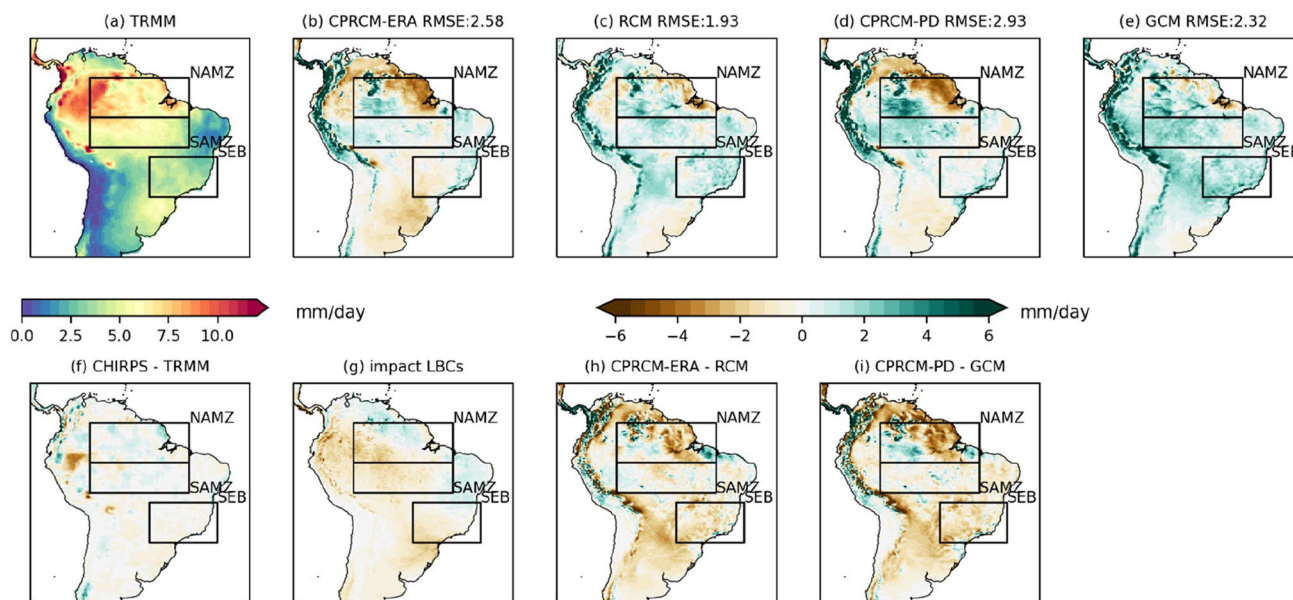 (a) TRMM
(b) CPRCM-ERA RMSE:2.58
(c) RCM RMSE:1.93
(d) CPRCM-PD RMSE:2.93
(e) GCM RMSE:2.32
NAMZ
NAMZ
NAMZ
NAMZ
NAMZ
SAMZ
SEB
SAMZ
SEB
SAMZ
SEB
SAMZ
SEB
SAMZ
SEB
0.0 2.5 5.0 7.5 10.0
mm/day
−6 −4 −2 0 2 4 6
mm/day
(f) CHIRPS - TRMM
(g) impact LBCs
(h) CPRCM-ERA - RCM
(i) CPRCM-PD - GCM
NAMZ
NAMZ
NAMZ
NAMZ
SAMZ
SEB
SAMZ
SEB
SAMZ
SEB
SAMZ
SEB